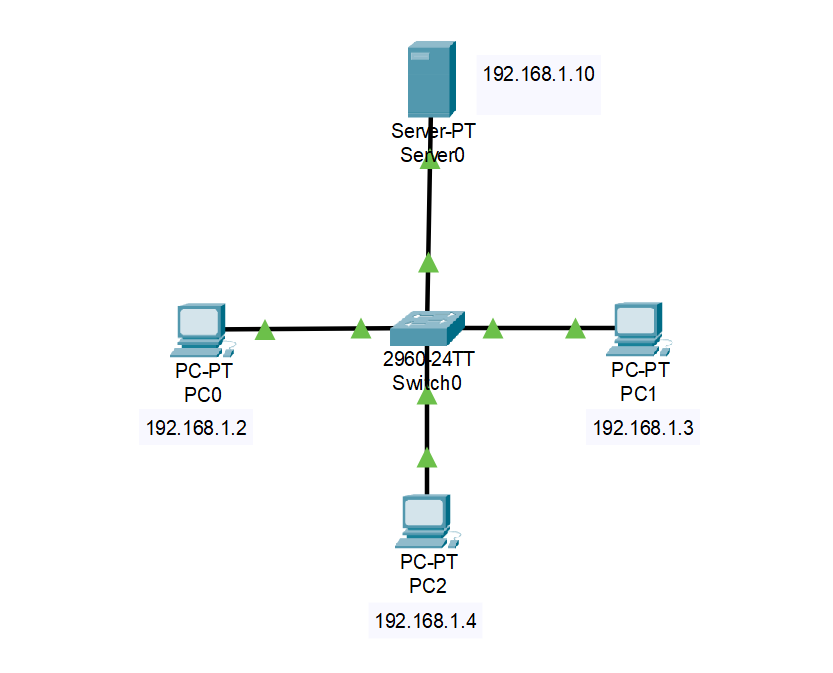 192.168.1.10
Server-PT
Server0
2960-24TT
Switch0
PC-PT
PC0
192.168.1.2
PC-PT
PC1
192.168.1.3
PC-PT
PC2
192.168.1.4